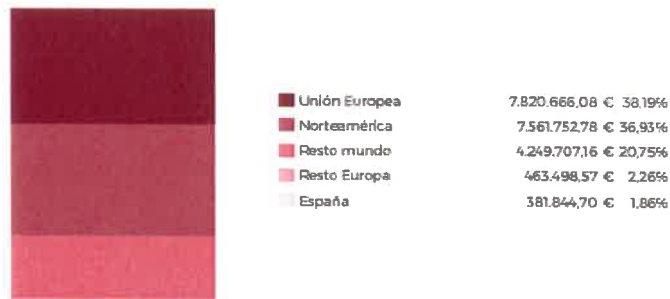 Unión Europea 7.820.666,08 € 38,19%
Norteamérica 7.561.752,78 € 36,93%
Resto mundo 4.249.707,16 € 20,75%
Resto Europa 463.498,57 € 2,26%
España 381.844,70 € 1,86%